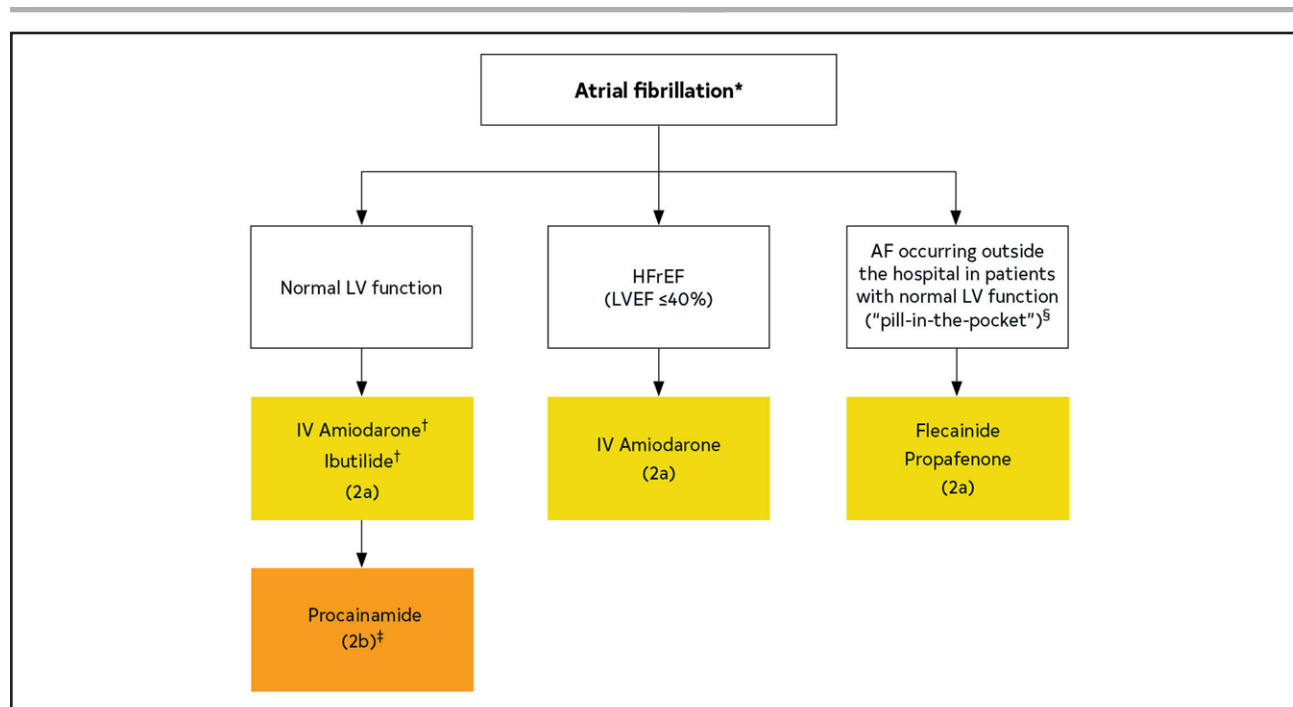 Atrial fibrillation*
Normal LV function
HFrEF
(LVEF ≤40%)
AF occurring outside
the hospital in patients
with normal LV function
("pill-in-the-pocket")§
IV Amiodarone†
Ibutilide†
(2a)
IV Amiodarone
(2a)
Flecainide
Propafenone
(2a)
Procainamide
(2b)‡